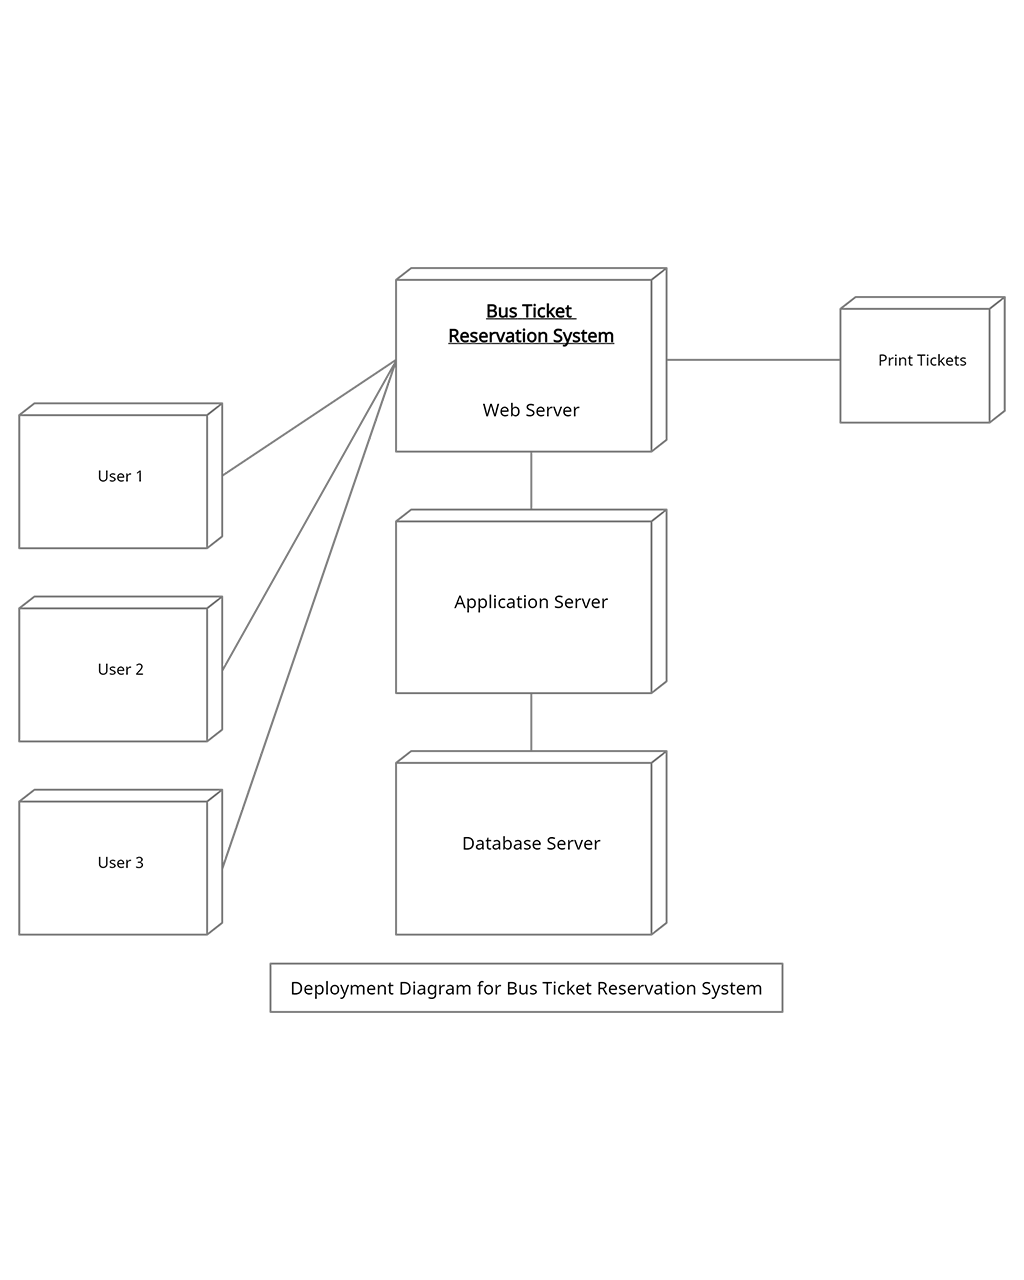 Bus Ticket
Reservation System
Web Server
Print Tickets
User 1
Application Server
User 2
Database Server
User 3
Deployment Diagram for Bus Ticket Reservation System